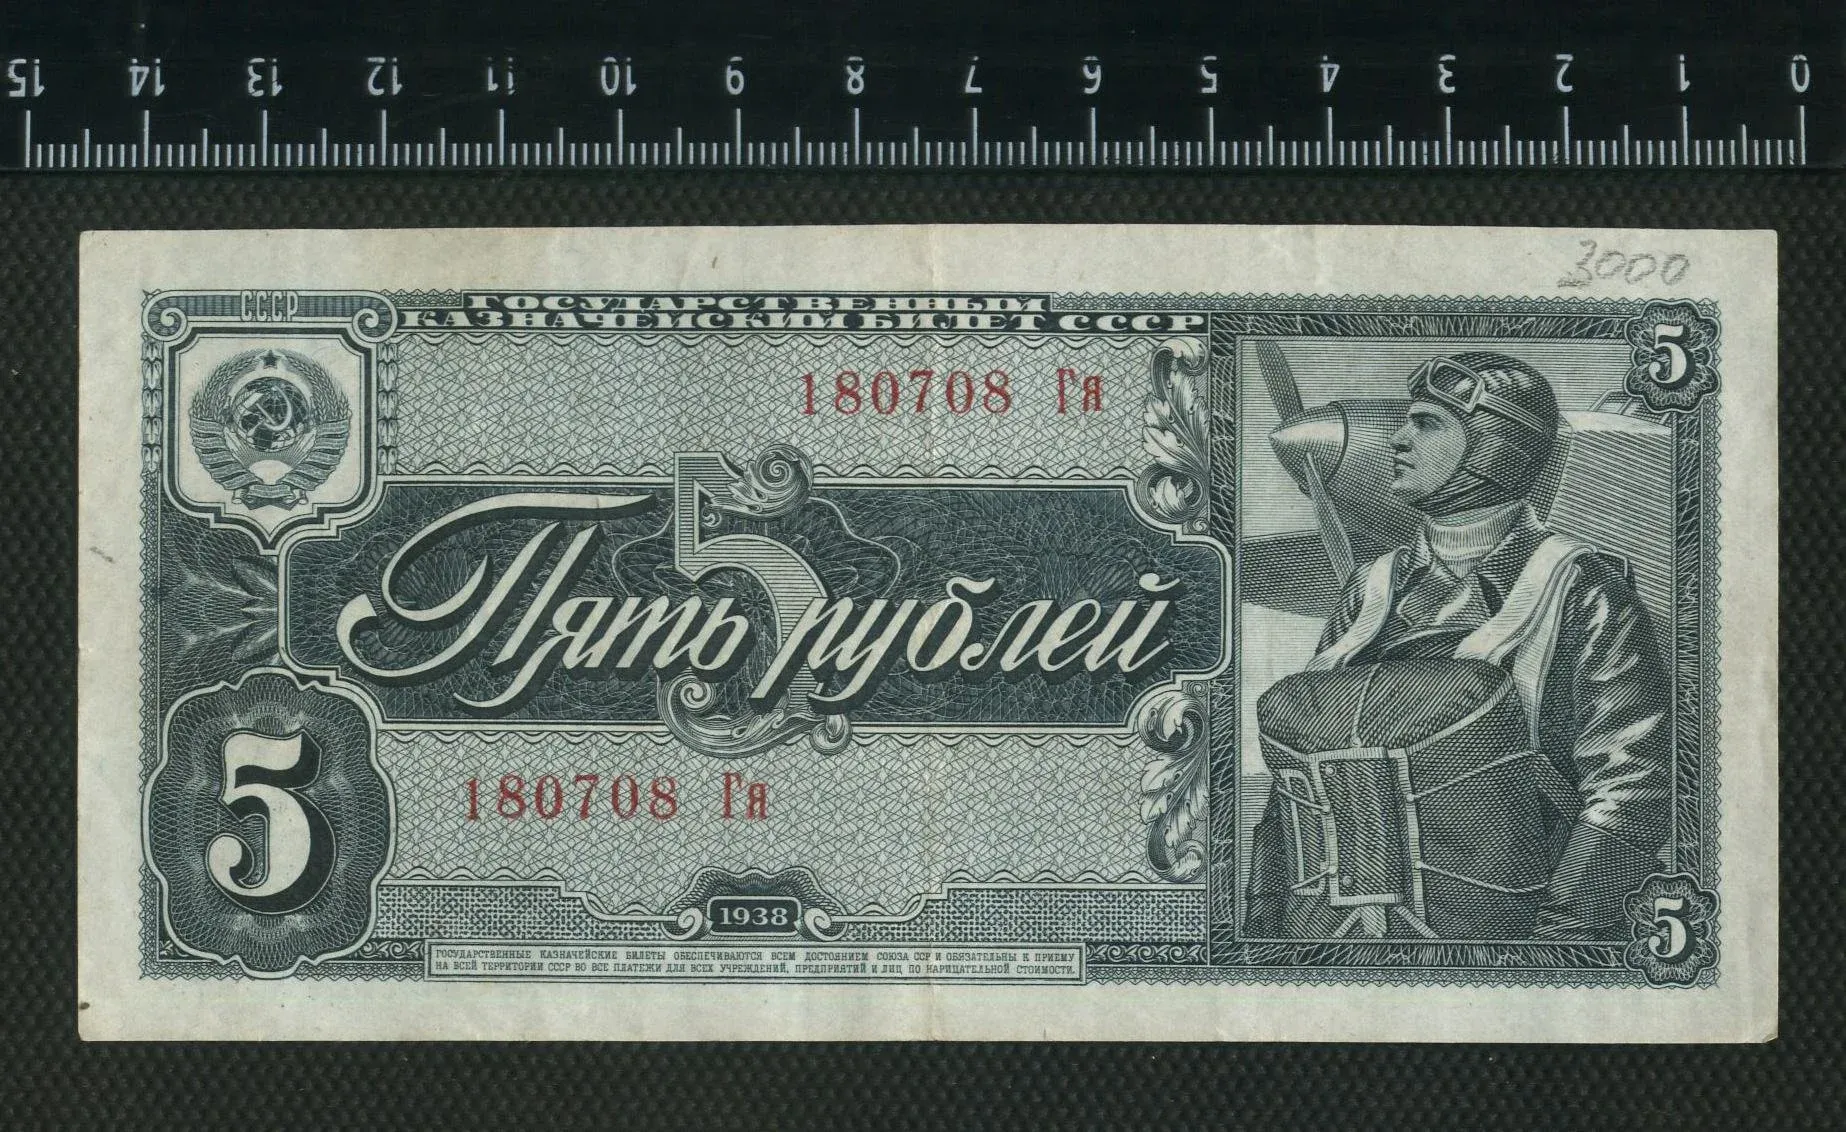 15 14 13 12 11 10 9 8 7 6 5 4 3 2 1 0
3000
СССР
ГОСУДАРСТВЕННЫЙ
КАЗНАЧЕЙСКИЙ БИЛЕТ СССР
5
180708 Гя
5
Пять рублей
180708 Гя
5
1938
5
ГОСУДАРСТВЕННЫЕ КАЗНАЧЕЙСКИЕ БИЛЕТЫ ОБЕСПЕЧИВАЮТСЯ ВСЕМ ДОСТОЯНИЕМ СОЮЗА ССР И ОБЯЗАТЕЛЬНЫ К ПРИЕМУ
НА ВСЕЙ ТЕРРИТОРИИ СССР ВО ВСЕ ПЛАТЕЖИ ДЛЯ ВСЕХ УЧРЕЖДЕНИЙ, ПРЕДПРИЯТИЙ И ЛИЦ ПО НАРИЦАТЕЛЬНОЙ СТОИМОСТИ.